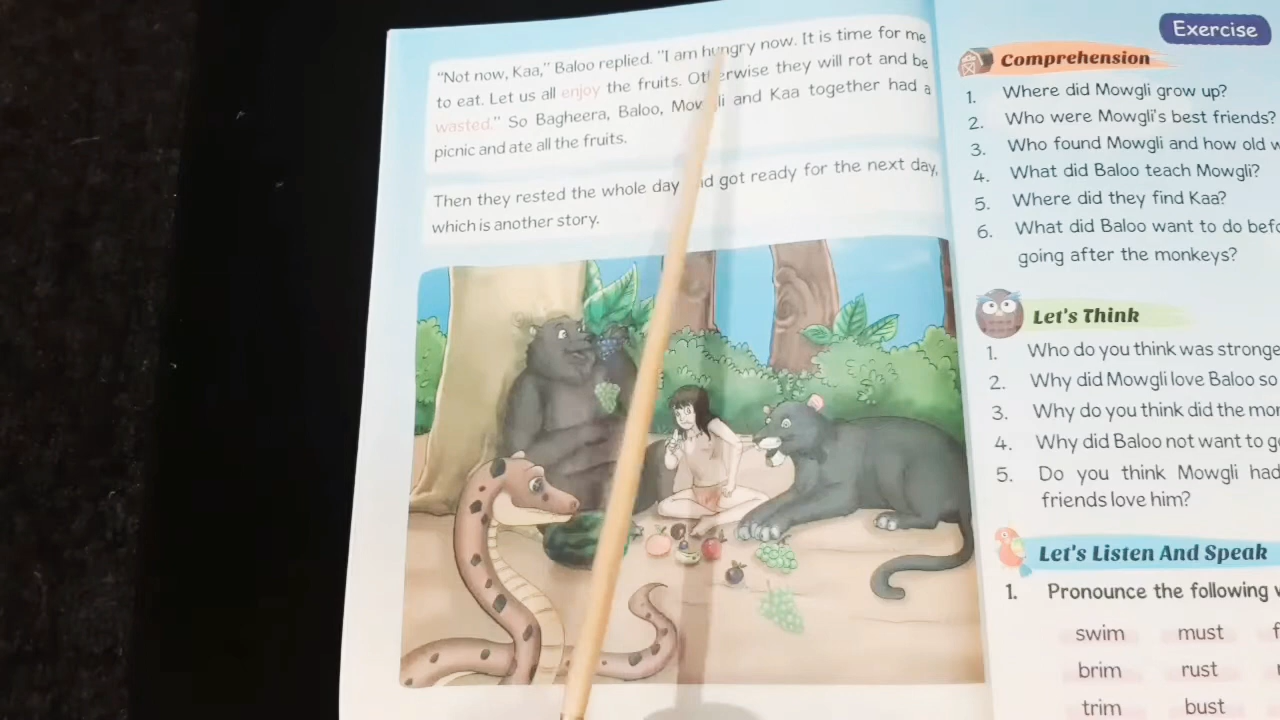 "Not now, Kaa," Baloo replied. "I am hungry now. It is time for me
to eat. Let us all enjoy the fruits. Otherwise they will rot and be
wasted." So Bagheera, Baloo, Mowgli and Kaa together had a
picnic and ate all the fruits.
Then they rested the whole day and got ready for the next day,
which is another story.
Exercise
Comprehension
1. Where did Mowgli grow up?
2. Who were Mowgli's best friends?
3. Who found Mowgli and how old
4. What did Baloo teach Mowgli?
5. Where did they find Kaa?
6. What did Baloo want to do
going after the monkeys?
Let's Think
1. Who do you think was
2. Why did Mowgli love Baloo so
3. Why do you think did the
4. Why did Baloo not want to
5. Do you think Mowgli had
friends love him?
Let's Listen And Speak
1. Pronounce the following
swim must
brim rust
trim bust